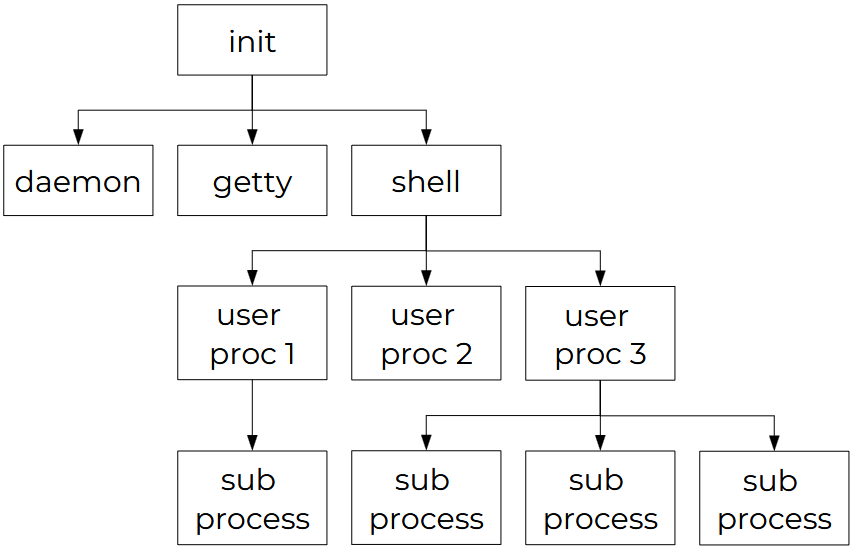 init
daemon
getty
shell
user
proc 1
user
proc 2
user
proc 3
sub
process
sub
process
sub
process
sub
process